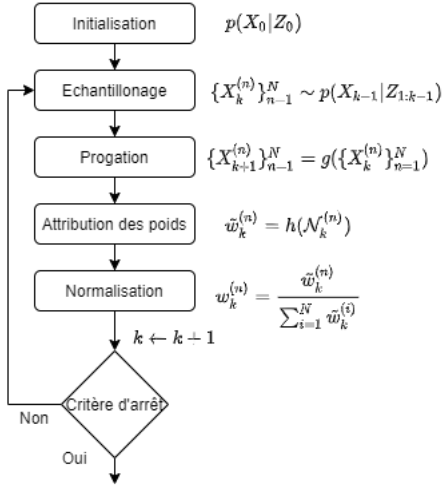 Initialisation p(X_0|Z_0)
Echantillonage {X_k^{(n)}}_{n-1}^N ∼ p(X_{k-1}|Z_{1:k-1})
Progation {X_{k+1}^{(n)}}_{n-1}^N = g({X_k^{(n)}}_{n=1}^N)
Attribution des poids w̃_k^{(n)} = h(𝒩_k^{(n)})
Normalisation w_k^{(n)} = \frac{w̃_k^{(n)}}{∑_{i=1}^N w̃_k^{(i)}}
k ← k + 1
Critère d'arrêt
Non
Oui